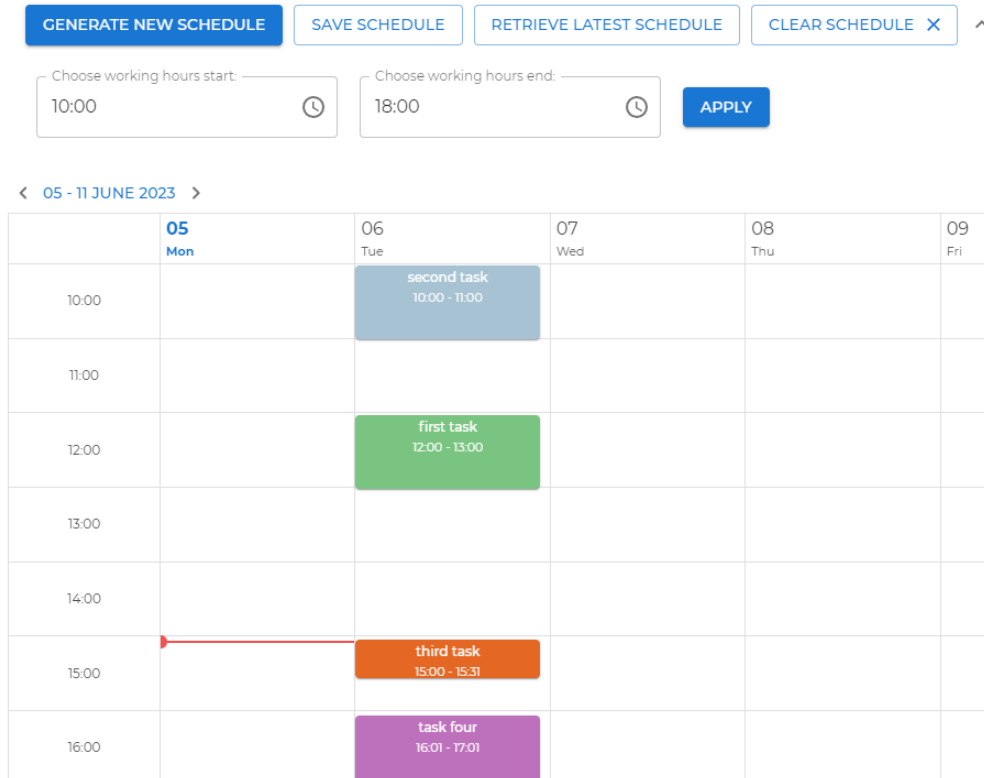 GENERATE NEW SCHEDULE
SAVE SCHEDULE
RETRIEVE LATEST SCHEDULE
CLEAR SCHEDULE
Choose working hours start:
10:00
Choose working hours end:
18:00
APPLY
05 - 11 JUNE 2023
05
Mon
06
Tue
07
Wed
08
Thu
09
Fri
10:00
second task
10:00 - 11:00
11:00
12:00
first task
12:00 - 13:00
13:00
14:00
15:00
third task
15:00 - 15:31
16:00
task four
16:01 - 17:01